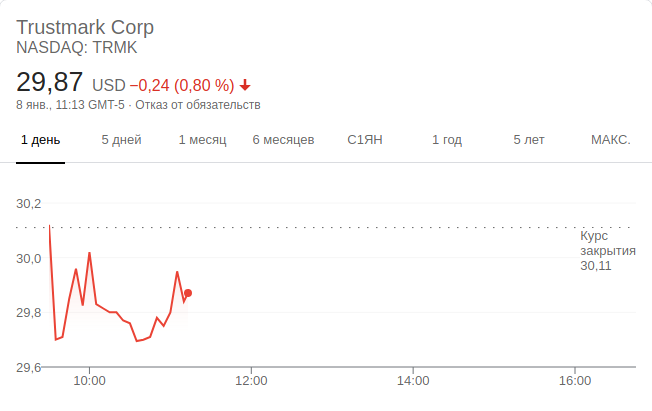 Trustmark Corp
NASDAQ: TRMK
29,87 USD −0,24 (0,80 %)
8 янв., 11:13 GMT-5 · Отказ от обязательств
1 день 5 дней 1 месяц 6 месяцев С1ЯН 1 год 5 лет МАКС.
30,2
Курс
закрытия
30,11
30,0
29,8
29,6
10:00 12:00 14:00 16:00